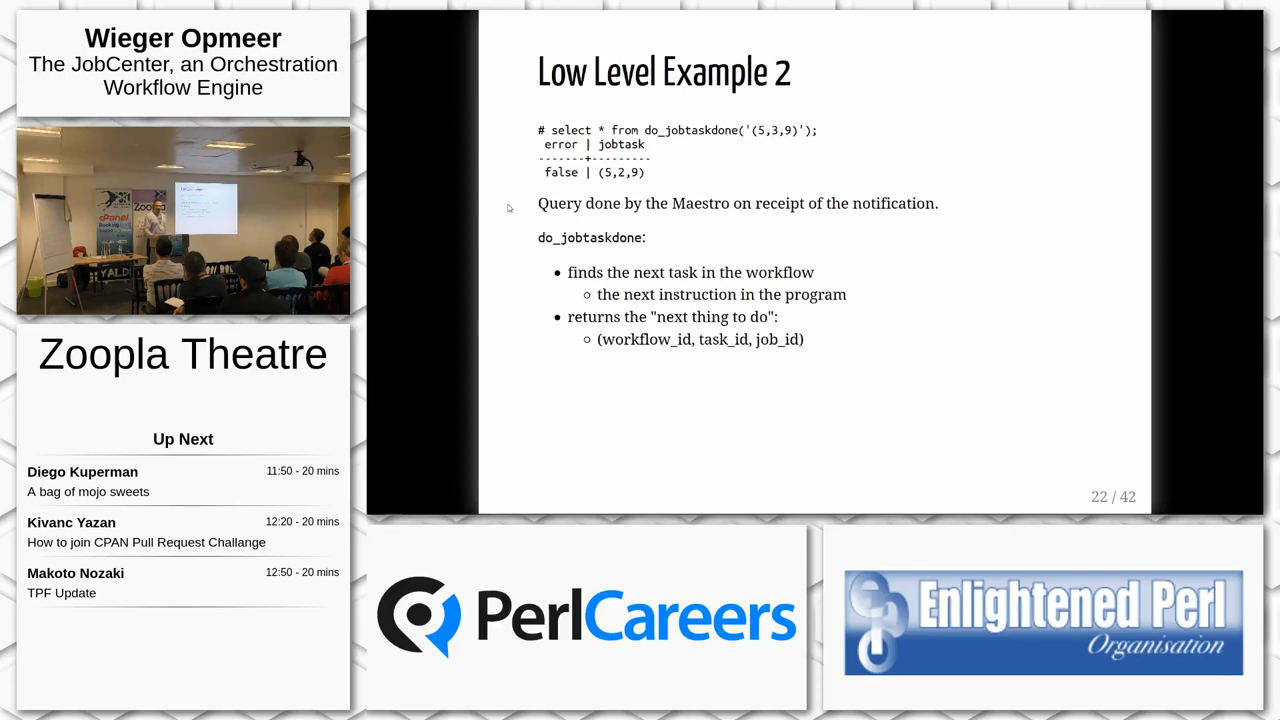 Wieger Opmeer
The JobCenter, an Orchestration
Workflow Engine
cPanel
Booking
YALD
Zoopla Theatre
Up Next
Diego Kuperman 11:50 - 20 mins
A bag of mojo sweets
Kivanc Yazan 12:20 - 20 mins
How to join CPAN Pull Request Challange
Makoto Nozaki 12:50 - 20 mins
TPF Update
Low Level Example 2
# select * from do_jobtaskdone('(5,3,9)');
error | jobtask
-------+---------
false | (5,2,9)
Query done by the Maestro on receipt of the notification.
do_jobtaskdone:
• finds the next task in the workflow
○ the next instruction in the program
• returns the "next thing to do":
○ (workflow_id, task_id, job_id)
22 / 42
PerlCareers
Enlightened Perl
Organisation